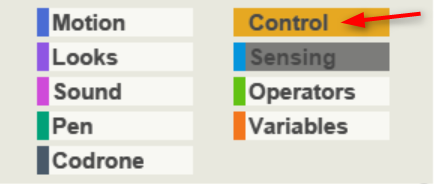 Motion
Control
Looks
Sensing
Sound
Operators
Pen
Variables
Codrone